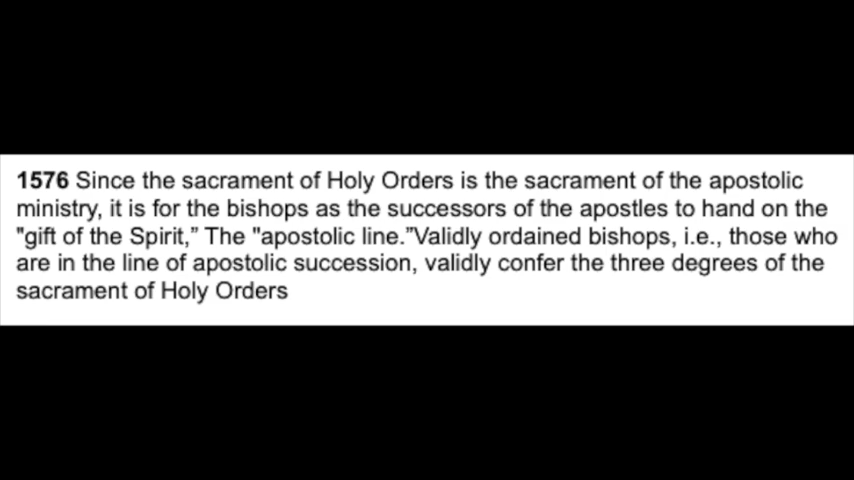 1576 Since the sacrament of Holy Orders is the sacrament of the apostolic
ministry, it is for the bishops as the successors of the apostles to hand on the
"gift of the Spirit,” The "apostolic line.”Validly ordained bishops, i.e., those who
are in the line of apostolic succession, validly confer the three degrees of the
sacrament of Holy Orders